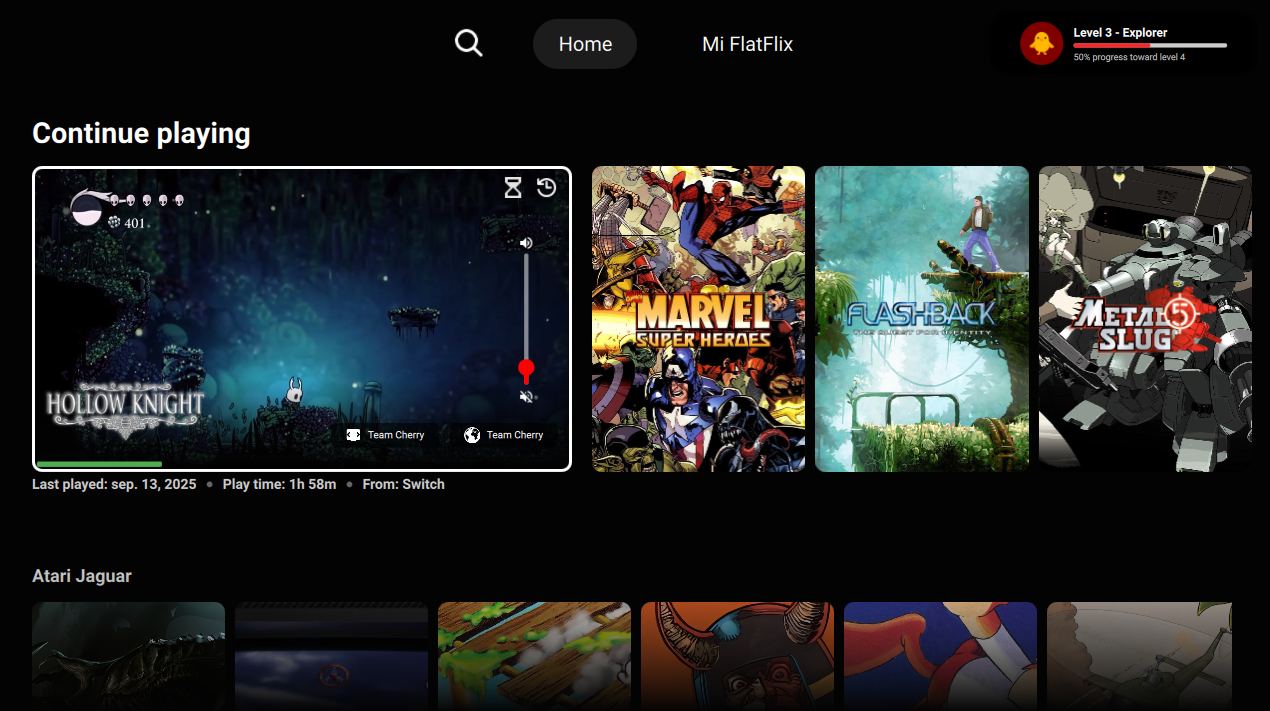 Home
Mi FlatFlix
Level 3 - Explorer
50% progress toward level 4
Continue playing
401
HOLLOW KNIGHT
Team Cherry
Team Cherry
MARVEL
SUPER HEROES
FLASHBACK
THE QUEST FOR IDENTITY
METAL
SLUG
5
Last played: sep. 13, 2025 • Play time: 1h 58m • From: Switch
Atari Jaguar